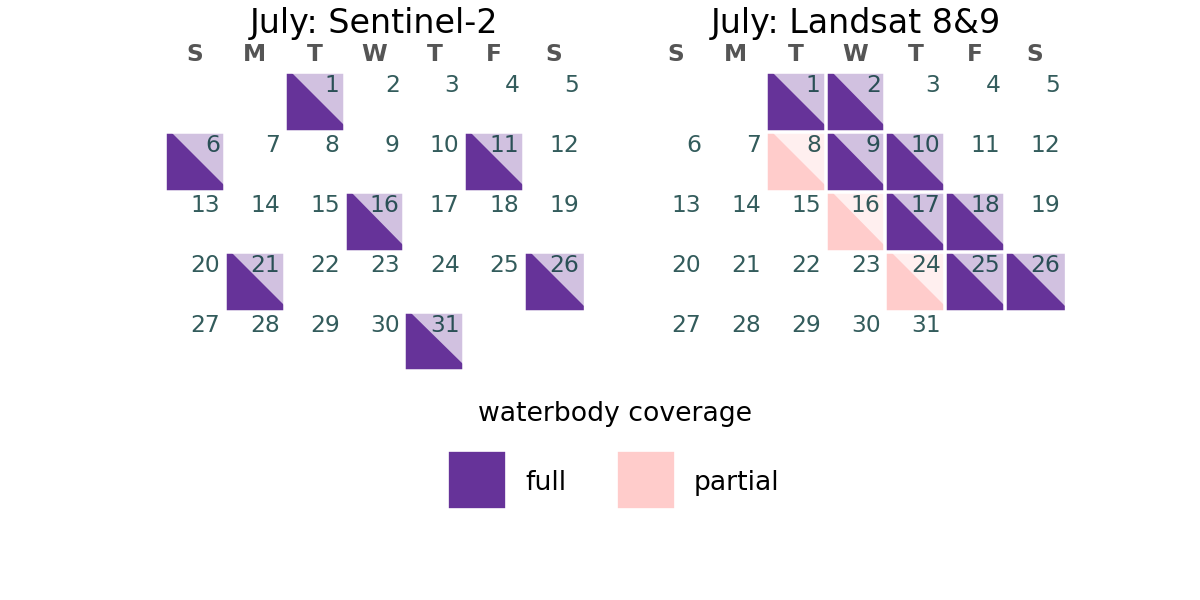 July: Sentinel-2
S M T W T F S
1 2 3 4 5
6 7 8 9 10 11 12
13 14 15 16 17 18 19
20 21 22 23 24 25 26
27 28 29 30 31
July: Landsat 8&9
S M T W T F S
1 2 3 4 5
6 7 8 9 10 11 12
13 14 15 16 17 18 19
20 21 22 23 24 25 26
27 28 29 30 31
waterbody coverage
full
partial